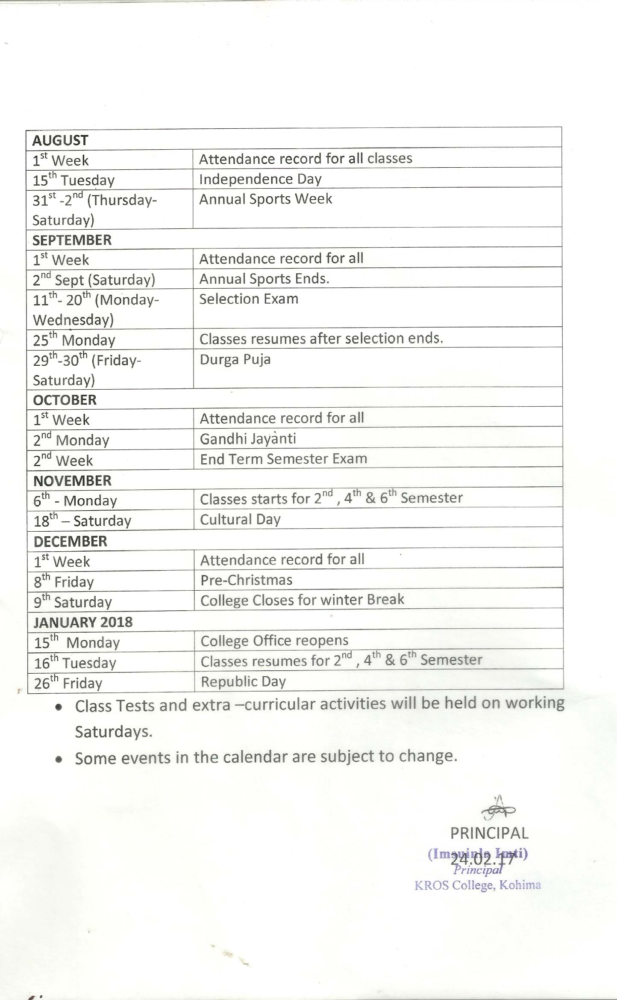 AUGUST
1st Week Attendance record for all classes
15th Tuesday Independence Day
31st -2nd (Thursday- Annual Sports Week
Saturday)
SEPTEMBER
1st Week Attendance record for all
2nd Sept (Saturday) Annual Sports Ends.
11th- 20th (Monday- Selection Exam
Wednesday)
25th Monday Classes resumes after selection ends.
29th-30th (Friday- Durga Puja
Saturday)
OCTOBER
1st Week Attendance record for all
2nd Monday Gandhi Jayanti
2nd Week End Term Semester Exam
NOVEMBER
6th - Monday Classes starts for 2nd , 4th & 6th Semester
18th – Saturday Cultural Day
DECEMBER
1st Week Attendance record for all
8th Friday Pre-Christmas
9th Saturday College Closes for winter Break
JANUARY 2018
15th Monday College Office reopens
16th Tuesday Classes resumes for 2nd , 4th & 6th Semester
26th Friday Republic Day
• Class Tests and extra –curricular activities will be held on working
Saturdays.
• Some events in the calendar are subject to change.
PRINCIPAL
(Imsuinla Imti)
24.02.17
Principal
KROS College, Kohima